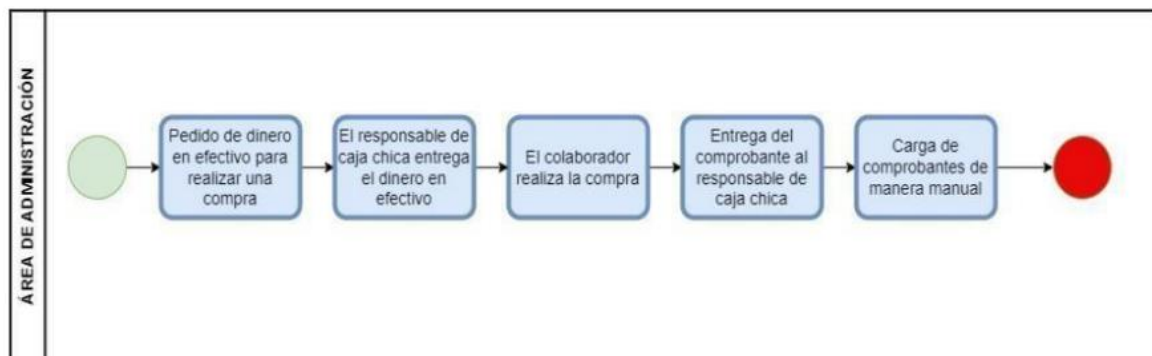 ÁREA DE ADMINISTRACIÓN
Pedido de dinero
en efectivo para
realizar una
compra
El responsable de
caja chica entrega
el dinero en
efectivo
El colaborador
realiza la compra
Entrega del
comprobante al
responsable de
caja chica
Carga de
comprobantes de
manera manual